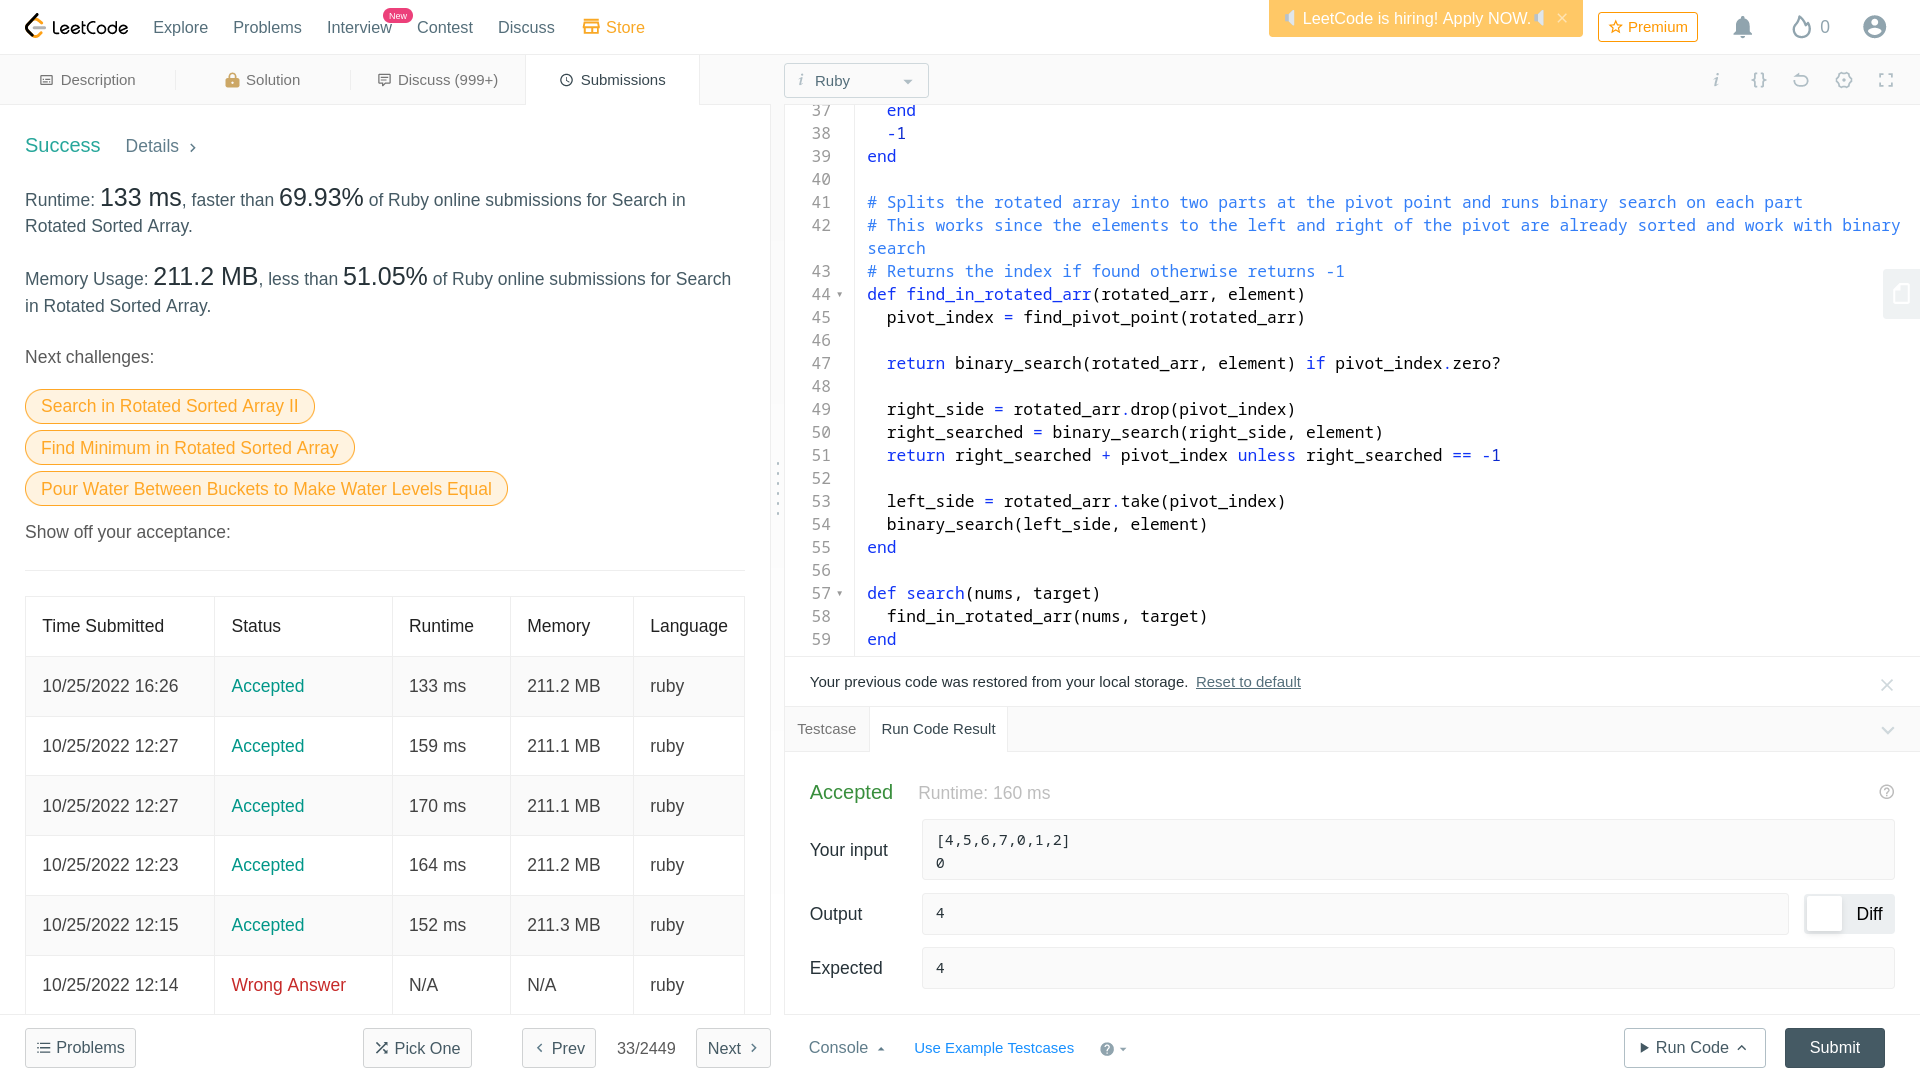 LeetCode
Explore
Problems
Interview
New
Contest
Discuss
Store
LeetCode is hiring! Apply NOW.
Premium
0
Description
Solution
Discuss (999+)
Submissions
i Ruby
i
{}
Success
Details
Runtime: 133 ms, faster than 69.93% of Ruby online submissions for Search in
Rotated Sorted Array.
Memory Usage: 211.2 MB, less than 51.05% of Ruby online submissions for Search
in Rotated Sorted Array.
Next challenges:
Search in Rotated Sorted Array II
Find Minimum in Rotated Sorted Array
Pour Water Between Buckets to Make Water Levels Equal
Show off your acceptance:
Time Submitted Status Runtime Memory Language
10/25/2022 16:26 Accepted 133 ms 211.2 MB ruby
10/25/2022 12:27 Accepted 159 ms 211.1 MB ruby
10/25/2022 12:27 Accepted 170 ms 211.1 MB ruby
10/25/2022 12:23 Accepted 164 ms 211.2 MB ruby
10/25/2022 12:15 Accepted 152 ms 211.3 MB ruby
10/25/2022 12:14 Wrong Answer N/A N/A ruby
Problems
Pick One
Prev
33/2449
Next
37   end
38   -1
39 end
40
41 # Splits the rotated array into two parts at the pivot point and runs binary search on each part
42 # This works since the elements to the left and right of the pivot are already sorted and work with binary
search
43 # Returns the index if found otherwise returns -1
44 def find_in_rotated_arr(rotated_arr, element)
45   pivot_index = find_pivot_point(rotated_arr)
46
47   return binary_search(rotated_arr, element) if pivot_index.zero?
48
49   right_side = rotated_arr.drop(pivot_index)
50   right_searched = binary_search(right_side, element)
51   return right_searched + pivot_index unless right_searched == -1
52
53   left_side = rotated_arr.take(pivot_index)
54   binary_search(left_side, element)
55 end
56
57 def search(nums, target)
58   find_in_rotated_arr(nums, target)
59 end
Your previous code was restored from your local storage. Reset to default
Testcase
Run Code Result
Accepted
Runtime: 160 ms
Your input
[4,5,6,7,0,1,2]
0
Output
4
Diff
Expected
4
Console
Use Example Testcases
Run Code
Submit